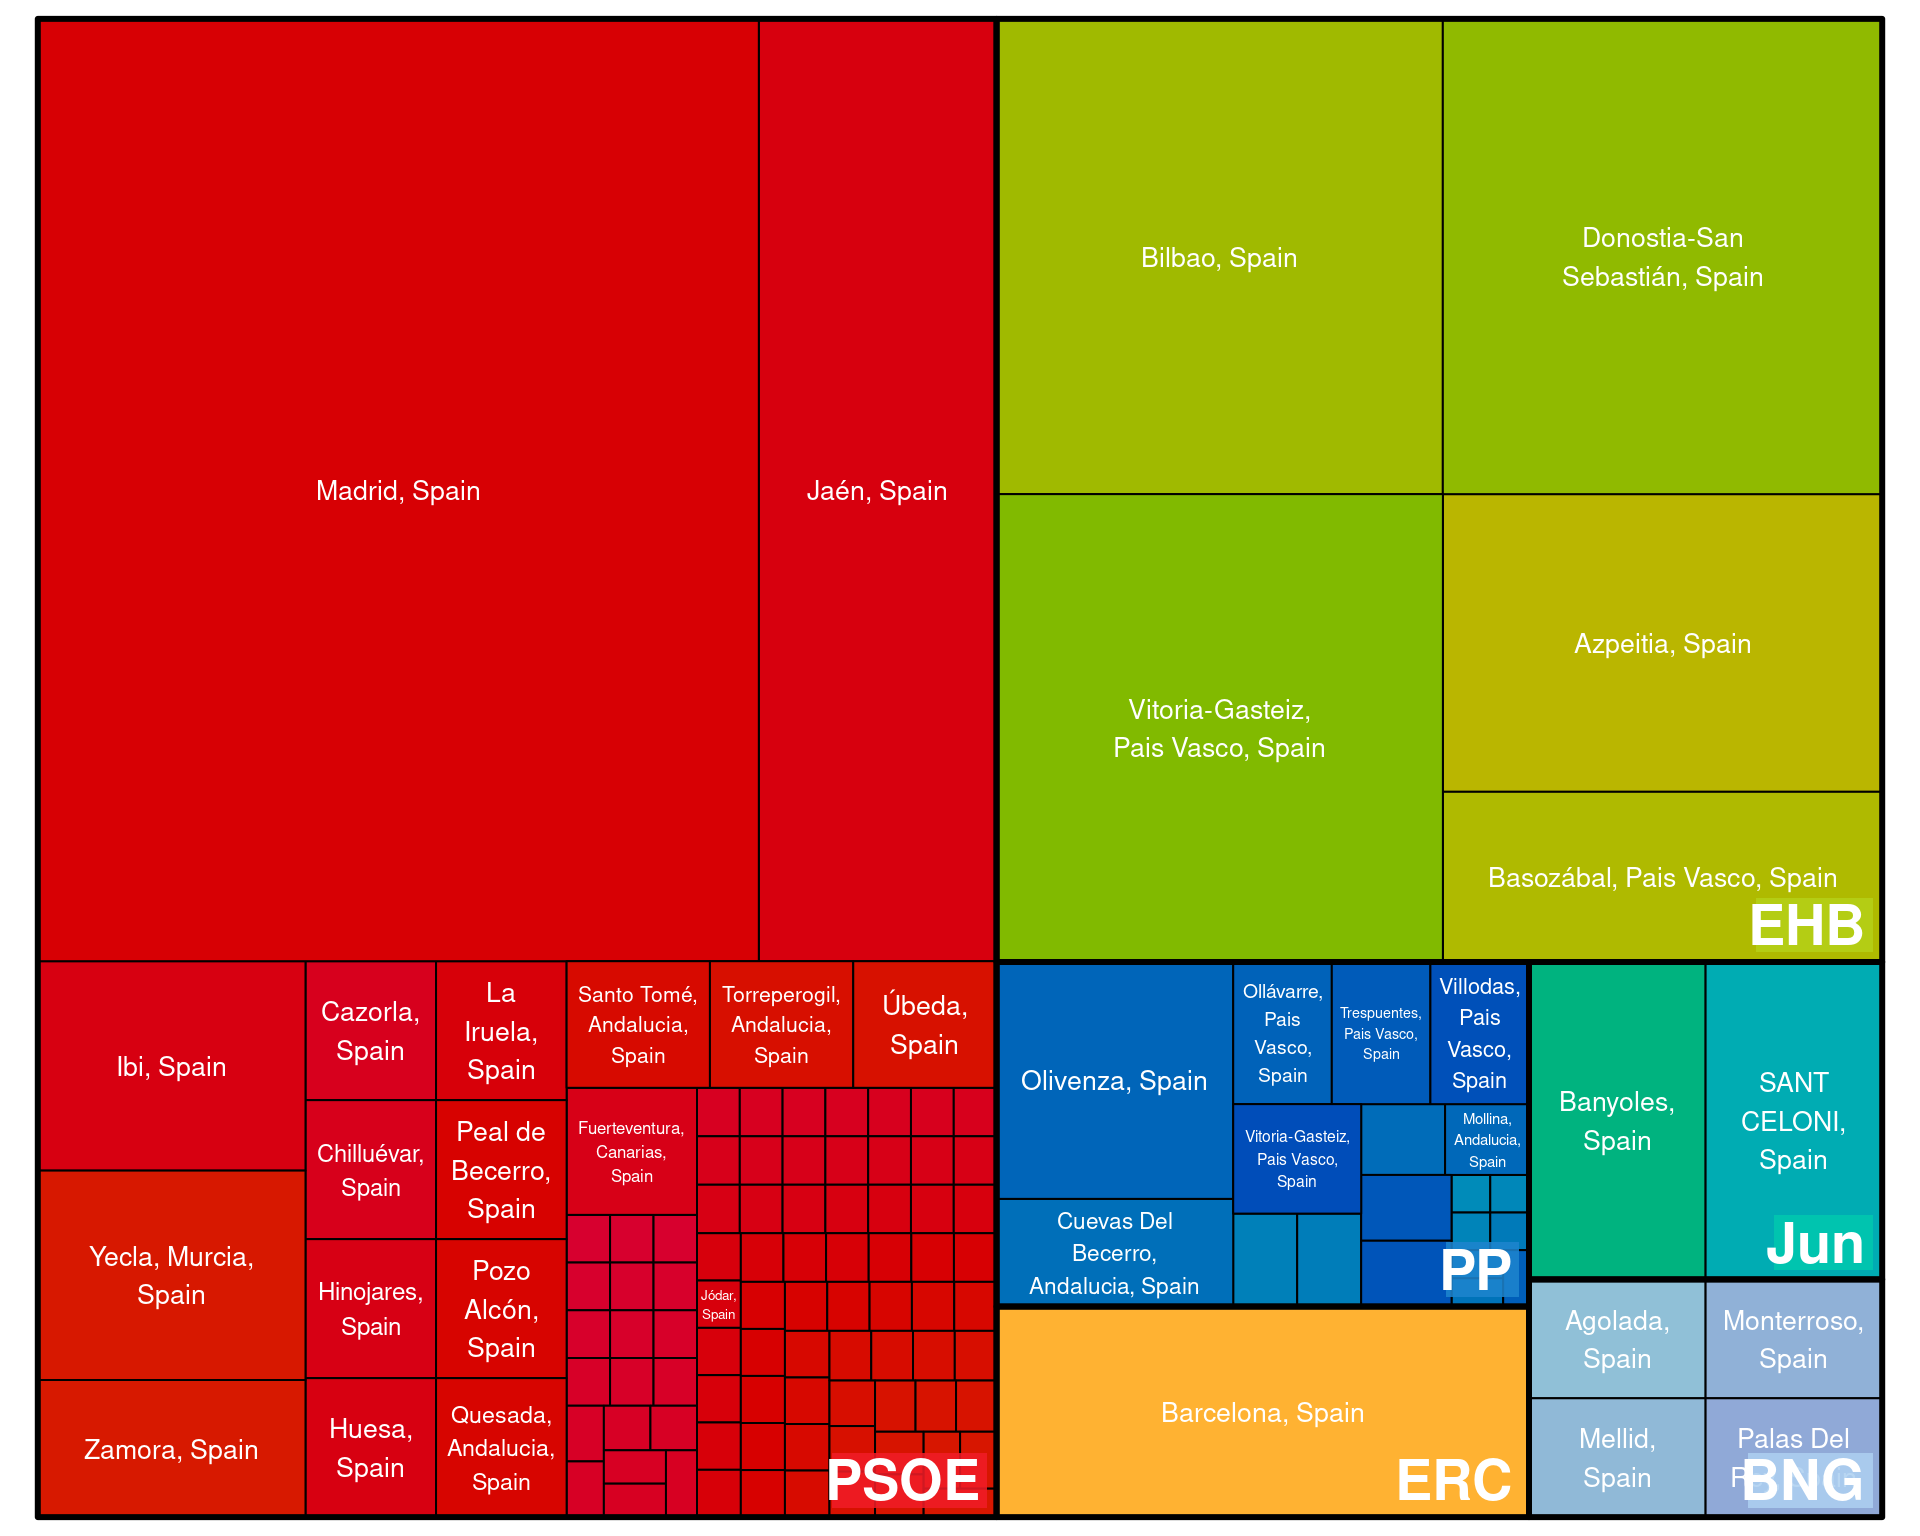 Madrid, Spain
Jaén, Spain
Bilbao, Spain
Donostia-San
Sebastián, Spain
Vitoria-Gasteiz,
Pais Vasco, Spain
Azpeitia, Spain
Basozábal, Pais Vasco, Spain
EHB
Ibi, Spain
Yecla, Murcia,
Spain
Zamora, Spain
Cazorla,
Spain
Chilluévar,
Spain
Hinojares,
Spain
Huesa,
Spain
La
Iruela,
Spain
Peal de
Becerro,
Spain
Pozo
Alcón,
Spain
Quesada,
Andalucia,
Spain
Santo Tomé,
Andalucia,
Spain
Torreperogil,
Andalucia,
Spain
Úbeda,
Spain
Fuerteventura,
Canarias,
Spain
Jódar,
Spain
PSOE
Olivenza, Spain
Cuevas Del
Becerro,
Andalucia, Spain
Ollávarre,
Pais
Vasco,
Spain
Trespuentes,
Pais Vasco,
Spain
Villodas,
Pais
Vasco,
Spain
Vitoria-Gasteiz,
Pais Vasco,
Spain
Mollina,
Andalucia,
Spain
PP
Barcelona, Spain
ERC
Banyoles,
Spain
SANT
CELONI,
Spain
Jun
Agolada,
Spain
Monterroso,
Spain
Mellid,
Spain
Palas Del
BNG